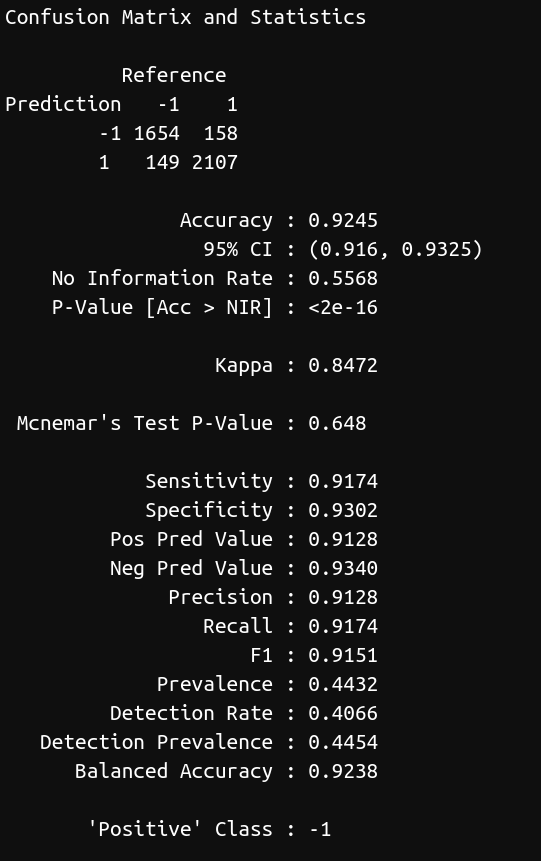 Confusion Matrix and Statistics
Reference
Prediction -1 1
-1 1654 158
1 149 2107
Accuracy : 0.9245
95% CI : (0.916, 0.9325)
No Information Rate : 0.5568
P-Value [Acc > NIR] : <2e-16
Kappa : 0.8472
Mcnemar's Test P-Value : 0.648
Sensitivity : 0.9174
Specificity : 0.9302
Pos Pred Value : 0.9128
Neg Pred Value : 0.9340
Precision : 0.9128
Recall : 0.9174
F1 : 0.9151
Prevalence : 0.4432
Detection Rate : 0.4066
Detection Prevalence : 0.4454
Balanced Accuracy : 0.9238
'Positive' Class : -1